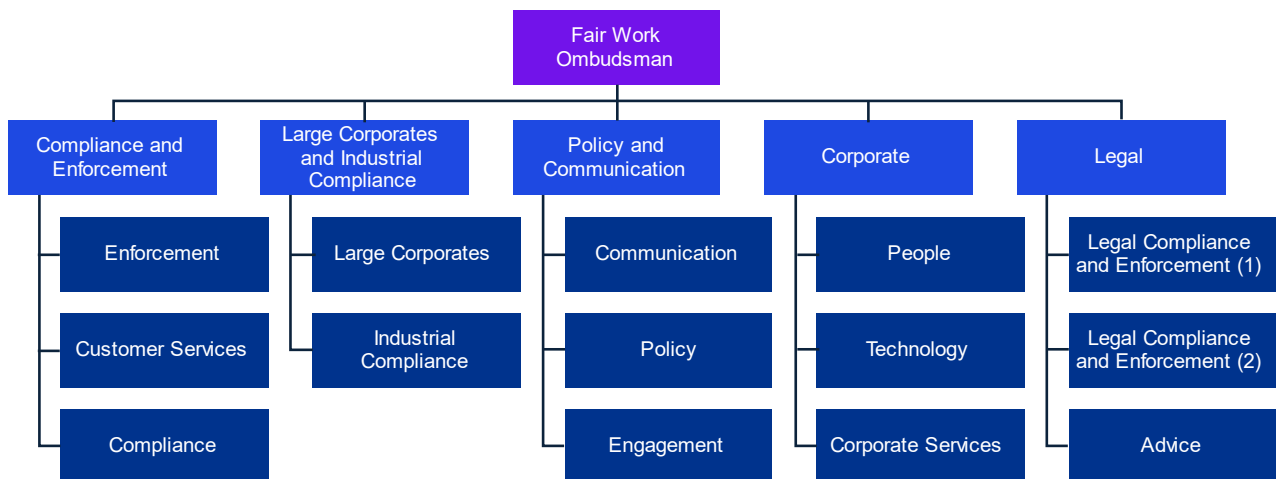 Fair Work
Ombudsman
Compliance and
Enforcement
Large Corporates
and Industrial
Compliance
Policy and
Communication
Corporate
Legal
Enforcement
Customer Services
Compliance
Large Corporates
Industrial
Compliance
Communication
Policy
Engagement
People
Technology
Corporate Services
Legal Compliance
and Enforcement (1)
Legal Compliance
and Enforcement (2)
Advice